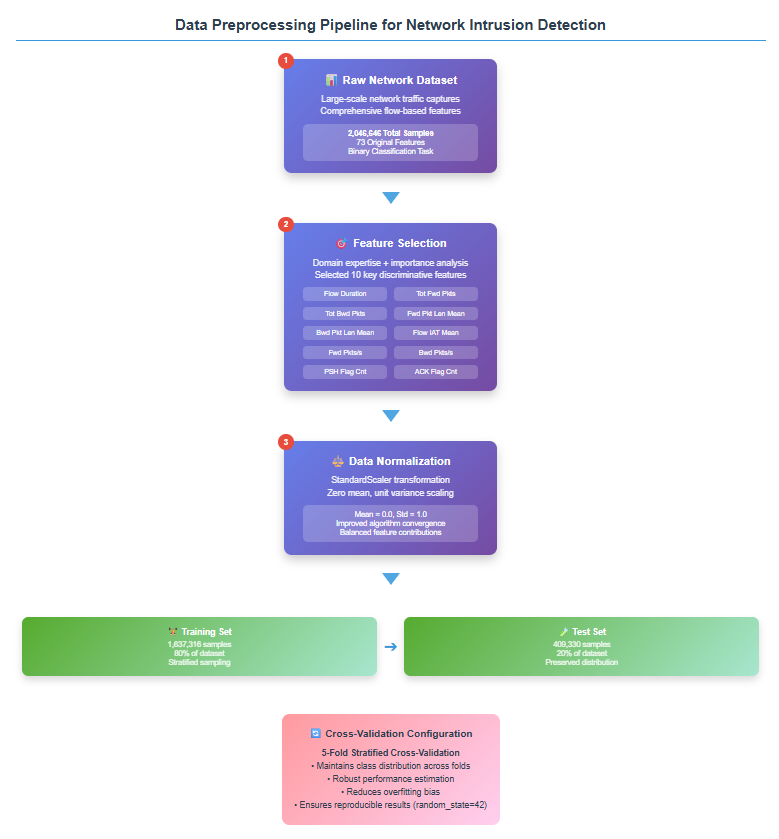 Data Preprocessing Pipeline for Network Intrusion Detection
1
📊 Raw Network Dataset
Large-scale network traffic captures
Comprehensive flow-based features
2,046,646 Total Samples
73 Original Features
Binary Classification Task
2
🎯 Feature Selection
Domain expertise + importance analysis
Selected 10 key discriminative features
Flow Duration
Tot Fwd Pkts
Tot Bwd Pkts
Fwd Pkt Len Mean
Bwd Pkt Len Mean
Flow IAT Mean
Fwd Pkts/s
Bwd Pkts/s
PSH Flag Cnt
ACK Flag Cnt
3
⚖️ Data Normalization
StandardScaler transformation
Zero mean, unit variance scaling
Mean = 0.0, Std = 1.0
Improved algorithm convergence
Balanced feature contributions
Training Set
1,637,316 samples
80% of dataset
Stratified sampling
Test Set
409,330 samples
20% of dataset
Preserved distribution
🔄 Cross-Validation Configuration
5-Fold Stratified Cross-Validation
• Maintains class distribution across folds
• Robust performance estimation
• Reduces overfitting bias
• Ensures reproducible results (random_state=42)